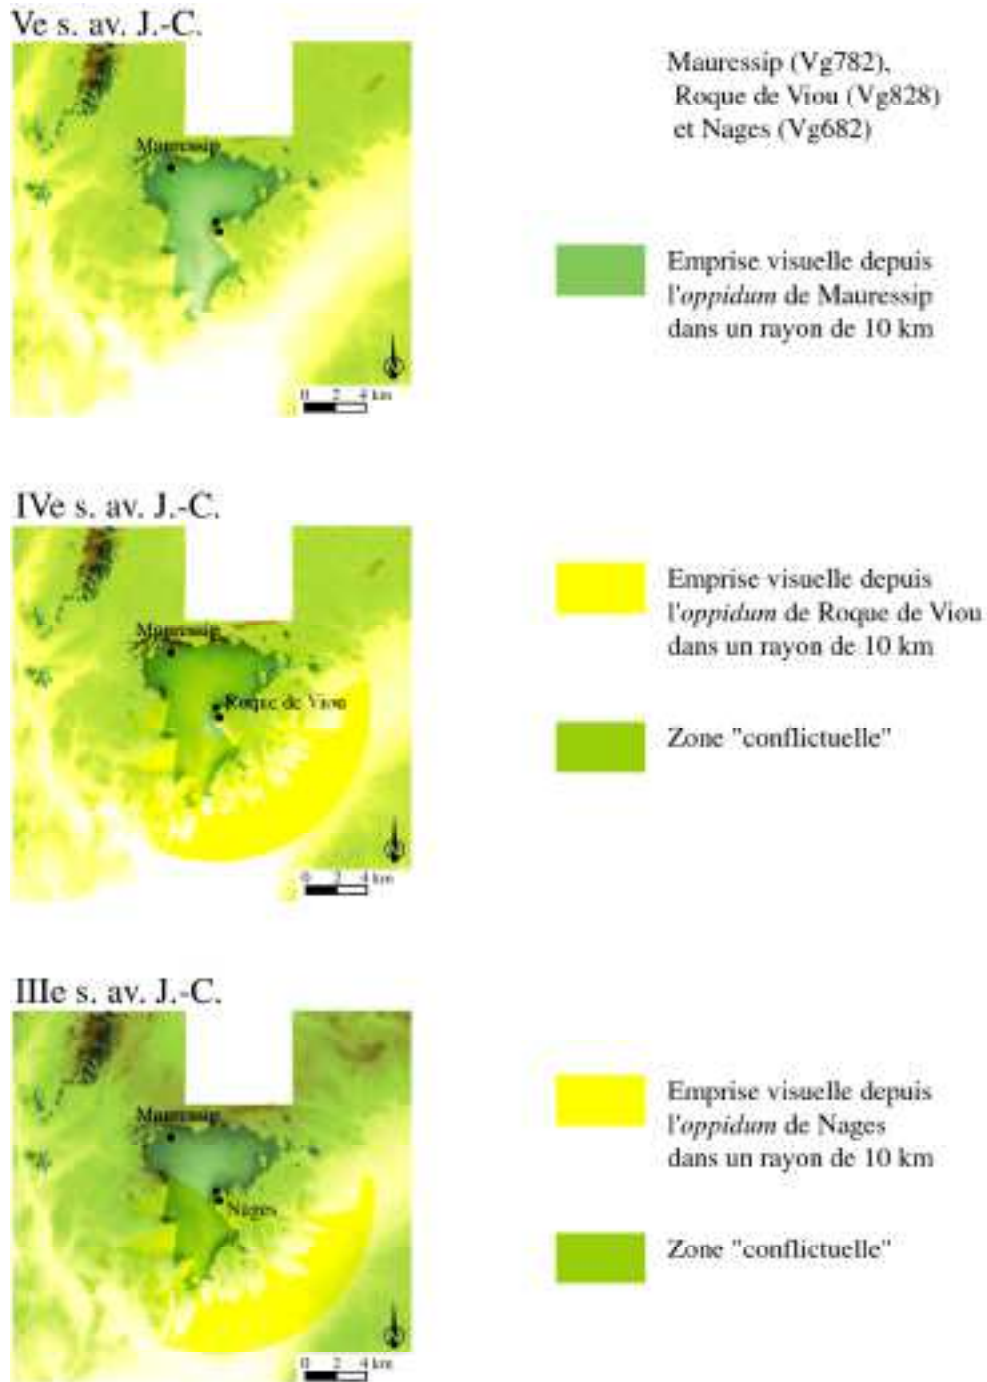 Ve s. av. J.-C.
Mauressip
0 2 4 km
Mauressip (Vg782),
Roque de Viou (Vg828)
et Nages (Vg682)
Emprise visuelle depuis
l'oppidum de Mauressip
dans un rayon de 10 km
IVe s. av. J.-C.
Mauressip
Roque de Viou
0 2 4 km
Emprise visuelle depuis
l'oppidum de Roque de Viou
dans un rayon de 10 km
Zone "conflictuelle"
IIIe s. av. J.-C.
Mauressip
Nages
0 2 4 km
Emprise visuelle depuis
l'oppidum de Nages
dans un rayon de 10 km
Zone "conflictuelle"